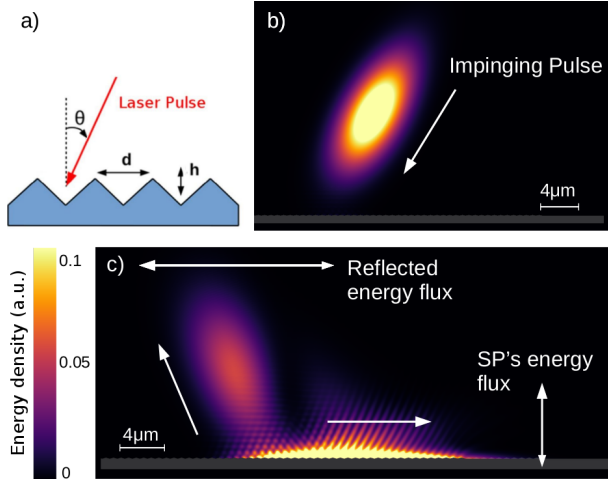 a)
θ
Laser Pulse
d
h
b)
Impinging Pulse
4μm
Energy density (a.u.)
0.1
0.05
0
c)
Reflected
energy flux
SP's energy
flux
4μm